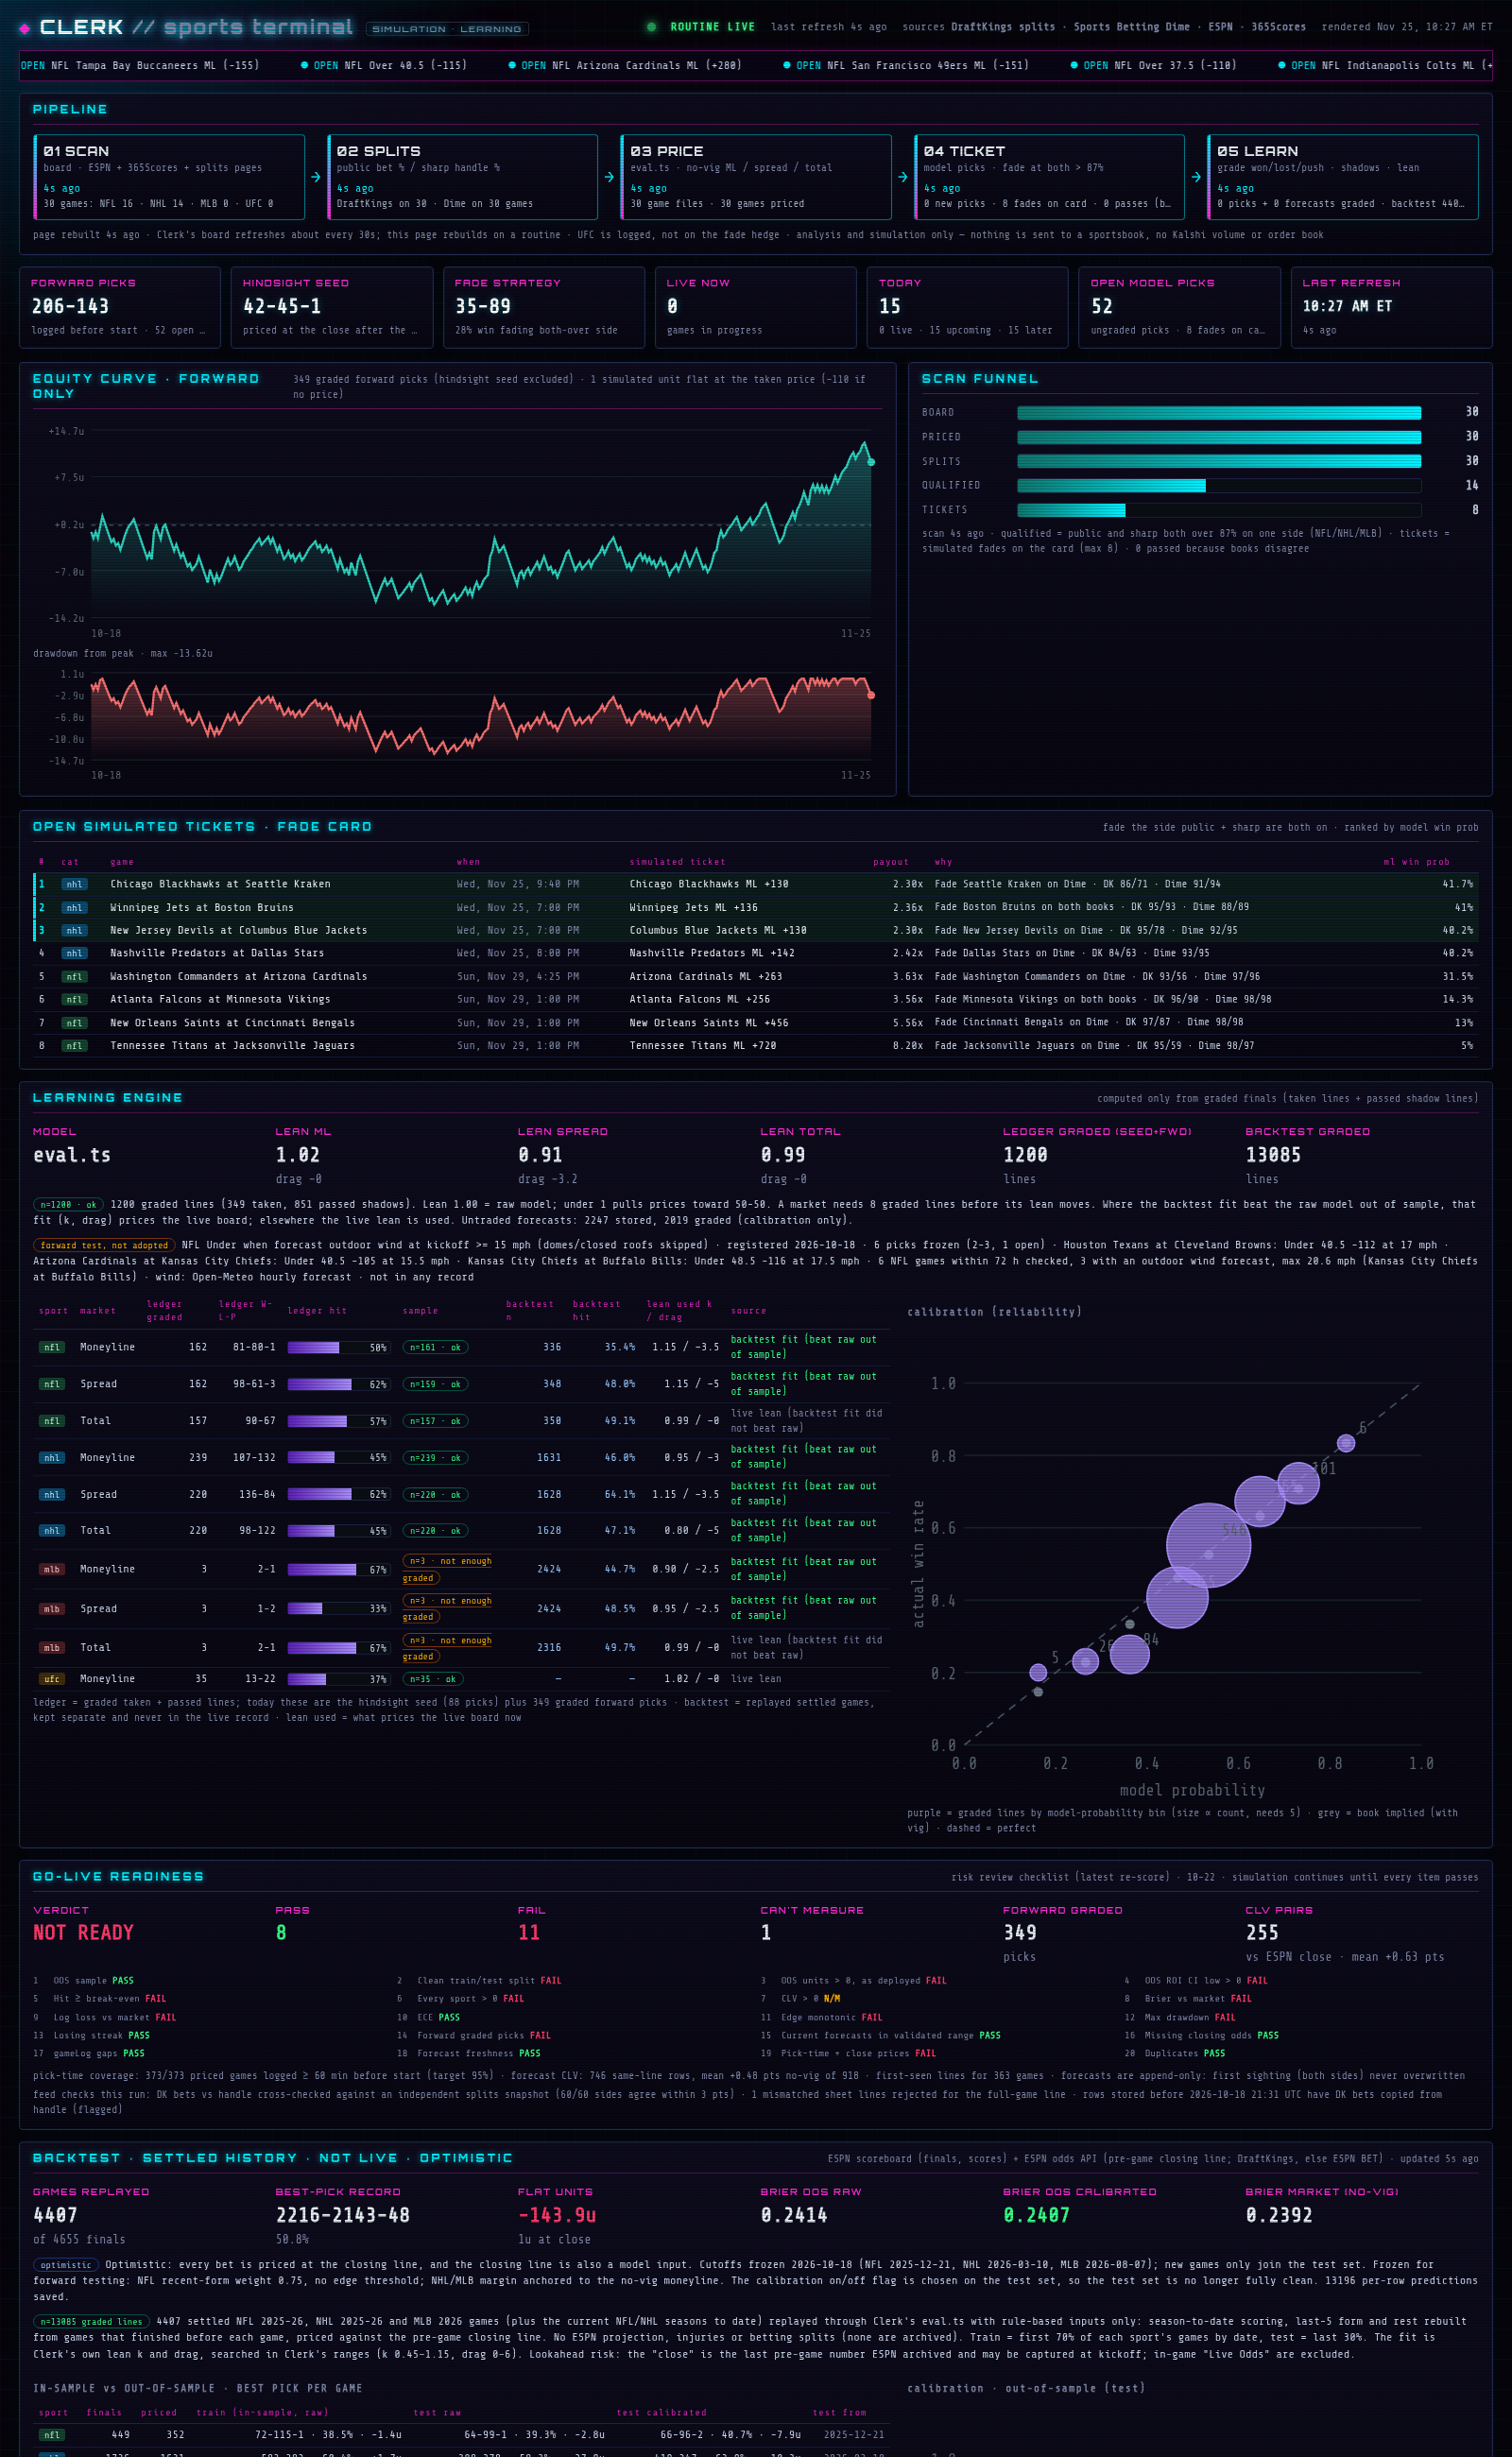 ◆ CLERK // sports terminal SIMULATION · LEARNING
ROUTINE LIVE last refresh 4s ago sources DraftKings splits · Sports Betting Dime · ESPN · 365Scores rendered Nov 25, 10:27 AM ET
OPEN NFL Tampa Bay Buccaneers ML (-155) ● OPEN NFL Over 40.5 (-115) ● OPEN NFL Arizona Cardinals ML (+280) ● OPEN NFL San Francisco 49ers ML (-151) ● OPEN NFL Over 37.5 (-110) ● OPEN NFL Indianapolis Colts ML (+
PIPELINE
01 SCAN
board · ESPN + 365Scores + splits pages
4s ago
30 games: NFL 16 · NHL 14 · MLB 0 · UFC 0
→
02 SPLITS
public bet % / sharp handle %
4s ago
DraftKings on 30 · Dime on 30 games
→
03 PRICE
eval.ts · no-vig ML / spread / total
4s ago
30 game files · 30 games priced
→
04 TICKET
model picks · fade at both > 87%
4s ago
0 new picks · 8 fades on card · 0 passes (b…
→
05 LEARN
grade won/lost/push · shadows · lean
4s ago
0 picks + 0 forecasts graded · backtest 440…
page rebuilt 4s ago · Clerk's board refreshes about every 30s; this page rebuilds on a routine · UFC is logged, not on the fade hedge · analysis and simulation only — nothing is sent to a sportsbook, no Kalshi volume or order book
FORWARD PICKS
206-143
logged before start · 52 open …
HINDSIGHT SEED
42-45-1
priced at the close after the …
FADE STRATEGY
35-89
28% win fading both-over side
LIVE NOW
0
games in progress
TODAY
15
0 live · 15 upcoming · 15 later
OPEN MODEL PICKS
52
ungraded picks · 8 fades on ca…
LAST REFRESH
10:27 AM ET
4s ago
EQUITY CURVE · FORWARD ONLY
349 graded forward picks (hindsight seed excluded) · 1 simulated unit flat at the taken price (-110 if
no price)
+14.7u
+7.5u
+0.2u
-7.0u
-14.2u
10-18 11-25
drawdown from peak · max -13.62u
1.1u
-2.9u
-6.8u
-10.8u
-14.7u
10-18 11-25
SCAN FUNNEL
BOARD 30
PRICED 30
SPLITS 30
QUALIFIED 14
TICKETS 8
scan 4s ago · qualified = public and sharp both over 87% on one side (NFL/NHL/MLB) · tickets =
simulated fades on the card (max 8) · 0 passed because books disagree
OPEN SIMULATED TICKETS · FADE CARD
fade the side public + sharp are both on · ranked by model win prob
# cat game when simulated ticket payout why ml win prob
1 nhl Chicago Blackhawks at Seattle Kraken Wed, Nov 25, 9:40 PM Chicago Blackhawks ML +130 2.30x Fade Seattle Kraken on Dime · DK 86/71 · Dime 91/94 41.7%
2 nhl Winnipeg Jets at Boston Bruins Wed, Nov 25, 7:00 PM Winnipeg Jets ML +136 2.36x Fade Boston Bruins on both books · DK 95/93 · Dime 88/89 41%
3 nhl New Jersey Devils at Columbus Blue Jackets Wed, Nov 25, 7:00 PM Columbus Blue Jackets ML +130 2.30x Fade New Jersey Devils on Dime · DK 95/78 · Dime 92/95 40.2%
4 nhl Nashville Predators at Dallas Stars Wed, Nov 25, 8:00 PM Nashville Predators ML +142 2.42x Fade Dallas Stars on Dime · DK 84/63 · Dime 93/95 40.2%
5 nfl Washington Commanders at Arizona Cardinals Sun, Nov 29, 4:25 PM Arizona Cardinals ML +263 3.63x Fade Washington Commanders on Dime · DK 93/56 · Dime 97/96 31.5%
6 nfl Atlanta Falcons at Minnesota Vikings Sun, Nov 29, 1:00 PM Atlanta Falcons ML +256 3.56x Fade Minnesota Vikings on both books · DK 96/90 · Dime 98/98 14.3%
7 nfl New Orleans Saints at Cincinnati Bengals Sun, Nov 29, 1:00 PM New Orleans Saints ML +456 5.56x Fade Cincinnati Bengals on Dime · DK 97/87 · Dime 98/98 13%
8 nfl Tennessee Titans at Jacksonville Jaguars Sun, Nov 29, 1:00 PM Tennessee Titans ML +720 8.20x Fade Jacksonville Jaguars on Dime · DK 95/59 · Dime 98/97 5%
LEARNING ENGINE
computed only from graded finals (taken lines + passed shadow lines)
MODEL
eval.ts
LEAN ML
1.02
drag -0
LEAN SPREAD
0.91
drag -3.2
LEAN TOTAL
0.99
drag -0
LEDGER GRADED (SEED+FWD)
1200
lines
BACKTEST GRADED
13085
lines
n=1200 · ok 1200 graded lines (349 taken, 851 passed shadows). Lean 1.00 = raw model; under 1 pulls prices toward 50-50. A market needs 8 graded lines before its lean moves. Where the backtest fit beat the raw model out of sample, that
fit (k, drag) prices the live board; elsewhere the live lean is used. Untraded forecasts: 2247 stored, 2019 graded (calibration only).
forward test, not adopted NFL Under when forecast outdoor wind at kickoff >= 15 mph (domes/closed roofs skipped) · registered 2026-10-18 · 6 picks frozen (2-3, 1 open) · Houston Texans at Cleveland Browns: Under 40.5 -112 at 17 mph ·
Arizona Cardinals at Kansas City Chiefs: Under 40.5 -105 at 15.5 mph · Kansas City Chiefs at Buffalo Bills: Under 48.5 -116 at 17.5 mph · 6 NFL games within 72 h checked, 3 with an outdoor wind forecast, max 20.6 mph (Kansas City Chiefs
at Buffalo Bills) · wind: Open-Meteo hourly forecast · not in any record
sport market ledger graded ledger W-L-P ledger hit sample backtest n backtest hit lean used k / drag source
nfl Moneyline 162 81-80-1 50% n=161 · ok 336 35.4% 1.15 / -3.5 backtest fit (beat raw out of sample)
nfl Spread 162 98-61-3 62% n=159 · ok 348 48.0% 1.15 / -5 backtest fit (beat raw out of sample)
nfl Total 157 90-67 57% n=157 · ok 350 49.1% 0.99 / -0 live lean (backtest fit did not beat raw)
nhl Moneyline 239 107-132 45% n=239 · ok 1631 46.0% 0.95 / -3 backtest fit (beat raw out of sample)
nhl Spread 220 136-84 62% n=220 · ok 1628 64.1% 1.15 / -3.5 backtest fit (beat raw out of sample)
nhl Total 220 98-122 45% n=220 · ok 1628 47.1% 0.80 / -5 backtest fit (beat raw out of sample)
mlb Moneyline 3 2-1 67% n=3 · not enough graded 2424 44.7% 0.90 / -2.5 backtest fit (beat raw out of sample)
mlb Spread 3 1-2 33% n=3 · not enough graded 2424 48.5% 0.95 / -2.5 backtest fit (beat raw out of sample)
mlb Total 3 2-1 67% n=3 · not enough graded 2316 49.7% 0.99 / -0 live lean (backtest fit did not beat raw)
ufc Moneyline 35 13-22 37% n=35 · ok — — 1.02 / -0 live lean
ledger = graded taken + passed lines; today these are the hindsight seed (88 picks) plus 349 graded forward picks · backtest = replayed settled games,
kept separate and never in the live record · lean used = what prices the live board now
calibration (reliability)
1.0
0.8
0.6
0.4
0.2
0.0
0.0 0.2 0.4 0.6 0.8 1.0
actual win rate
model probability
5
84
546
101
6
purple = graded lines by model-probability bin (size ∝ count, needs 5) · grey = book implied (with
vig) · dashed = perfect
GO-LIVE READINESS
risk review checklist (latest re-score) · 10-22 · simulation continues until every item passes
VERDICT
NOT READY
PASS
8
FAIL
11
CAN'T MEASURE
1
FORWARD GRADED
349
picks
CLV PAIRS
255
vs ESPN close · mean +0.63 pts
1 OOS sample PASS 2 Clean train/test split FAIL 3 OOS units > 0, as deployed FAIL 4 OOS ROI CI low > 0 FAIL
5 Hit ≥ break-even FAIL 6 Every sport > 0 FAIL 7 CLV > 0 N/M 8 Brier vs market FAIL
9 Log loss vs market FAIL 10 ECE PASS 11 Edge monotonic FAIL 12 Max drawdown FAIL
13 Losing streak PASS 14 Forward graded picks FAIL 15 Current forecasts in validated range PASS 16 Missing closing odds PASS
17 gameLog gaps PASS 18 Forecast freshness PASS 19 Pick-time + close prices FAIL 20 Duplicates PASS
pick-time coverage: 373/373 priced games logged ≥ 60 min before start (target 95%) · forecast CLV: 746 same-line rows, mean +0.48 pts no-vig of 918 · first-seen lines for 363 games · forecasts are append-only: first sighting (both sides) never overwritten
feed checks this run: DK bets vs handle cross-checked against an independent splits snapshot (60/60 sides agree within 3 pts) · 1 mismatched sheet lines rejected for the full-game line · rows stored before 2026-10-18 21:31 UTC have DK bets copied from
handle (flagged)
BACKTEST · SETTLED HISTORY · NOT LIVE · OPTIMISTIC
ESPN scoreboard (finals, scores) + ESPN odds API (pre-game closing line; DraftKings, else ESPN BET) · updated 5s ago
GAMES REPLAYED
4407
of 4655 finals
BEST-PICK RECORD
2216-2143-48
50.8%
FLAT UNITS
-143.9u
1u at close
BRIER OOS RAW
0.2414
BRIER OOS CALIBRATED
0.2407
BRIER MARKET (NO-VIG)
0.2392
optimistic Optimistic: every bet is priced at the closing line, and the closing line is also a model input. Cutoffs frozen 2026-10-18 (NFL 2025-12-21, NHL 2026-03-10, MLB 2026-08-07); new games only join the test set. Frozen for
forward testing: NFL recent-form weight 0.75, no edge threshold; NHL/MLB margin anchored to the no-vig moneyline. The calibration on/off flag is chosen on the test set, so the test set is no longer fully clean. 13196 per-row predictions
saved.
n=13085 graded lines 4407 settled NFL 2025-26, NHL 2025-26 and MLB 2026 games (plus the current NFL/NHL seasons to date) replayed through Clerk's eval.ts with rule-based inputs only: season-to-date scoring, last-5 form and rest rebuilt
from games that finished before each game, priced against the pre-game closing line. No ESPN projection, injuries or betting splits (none are archived). Train = first 70% of each sport's games by date, test = last 30%. The fit is
Clerk's own lean k and drag, searched in Clerk's ranges (k 0.45-1.15, drag 0-6). Lookahead risk: the "close" is the last pre-game number ESPN archived and may be captured at kickoff; in-game "Live Odds" are excluded.
IN-SAMPLE vs OUT-OF-SAMPLE · BEST PICK PER GAME
calibration · out-of-sample (test)
sport finals priced train (in-sample, raw) test raw test calibrated test from
nfl 449 352 72-115-1 · 38.5% · -1.4u 64-99-1 · 39.3% · -2.8u 66-96-2 · 40.7% · -7.9u 2025-12-21